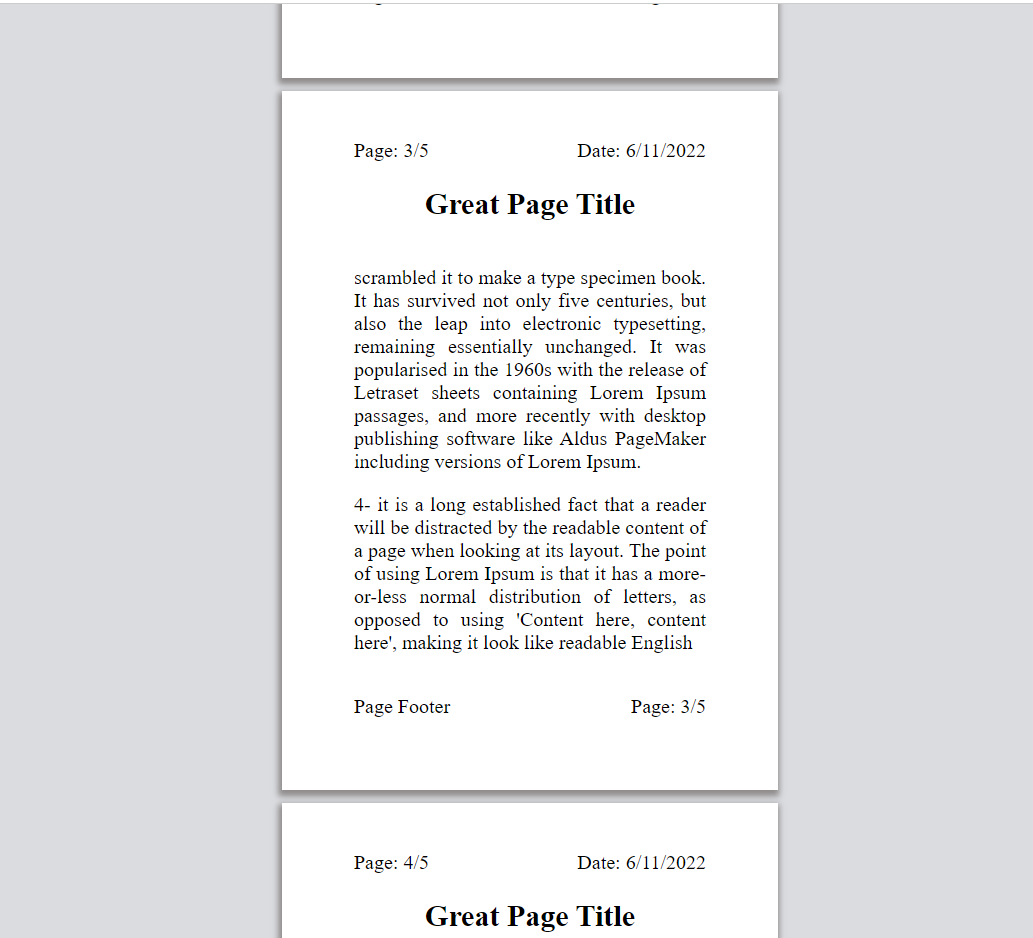 Page: 3/5 Date: 6/11/2022
Great Page Title
scrambled it to make a type specimen book.
It has survived not only five centuries, but
also the leap into electronic typesetting,
remaining essentially unchanged. It was
popularised in the 1960s with the release of
Letraset sheets containing Lorem Ipsum
passages, and more recently with desktop
publishing software like Aldus PageMaker
including versions of Lorem Ipsum.
4- it is a long established fact that a reader
will be distracted by the readable content of
a page when looking at its layout. The point
of using Lorem Ipsum is that it has a more-
or-less normal distribution of letters, as
opposed to using 'Content here, content
here', making it look like readable English
Page Footer Page: 3/5
Page: 4/5 Date: 6/11/2022
Great Page Title